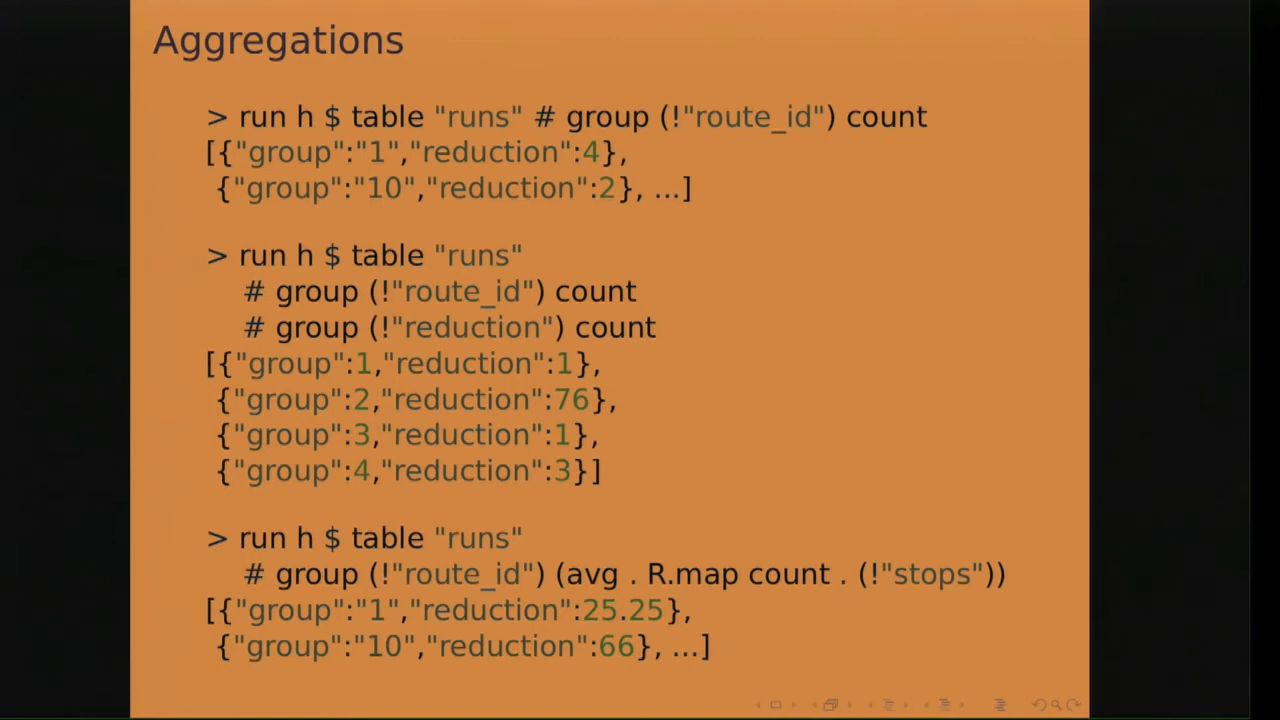 Aggregations
> run h $ table "runs" # group (!"route_id") count
[{"group":"1","reduction":4},
{"group":"10","reduction":2}, ...]
> run h $ table "runs"
# group (!"route_id") count
# group (!"reduction") count
[{"group":1,"reduction":1},
{"group":2,"reduction":76},
{"group":3,"reduction":1},
{"group":4,"reduction":3}]
> run h $ table "runs"
# group (!"route_id") (avg . R.map count . (!"stops"))
[{"group":"1","reduction":25.25},
{"group":"10","reduction":66}, ...]